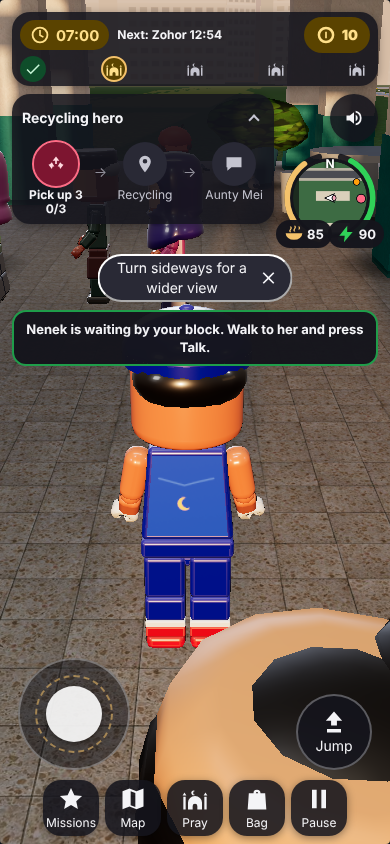 07:00
Next: Zohor 12:54
10
Recycling hero
Pick up 3
0/3
Recycling
Aunty Mei
N
85
90
Turn sideways for a
wider view
Nenek is waiting by your block. Walk to her and press
Talk.
Jump
Missions
Map
Pray
Bag
Pause